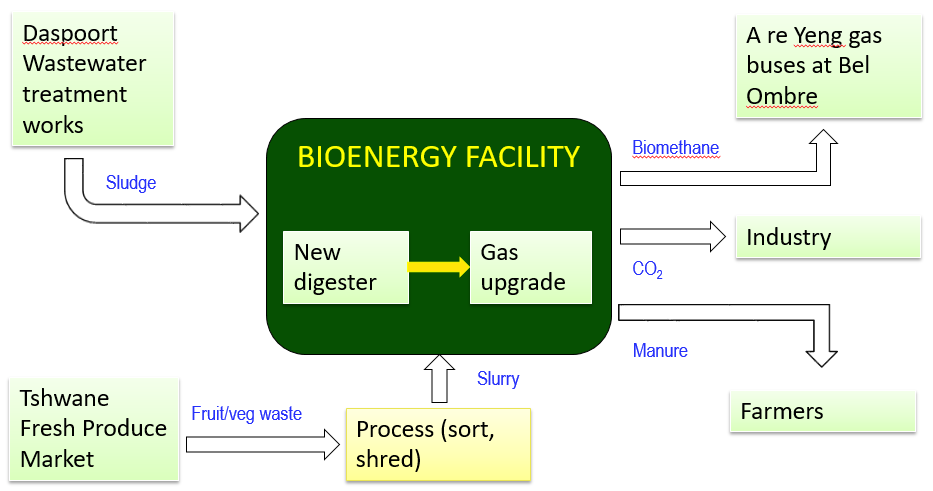 Daspoort
Wastewater
treatment
works
Sludge
BIOENERGY FACILITY
New
digester
Gas
upgrade
A re Yeng gas
buses at Bel
Ombre
Biomethane
Industry
CO₂
Manure
Farmers
Tshwane
Fresh Produce
Market
Fruit/veg waste
Process (sort,
shred)
Slurry